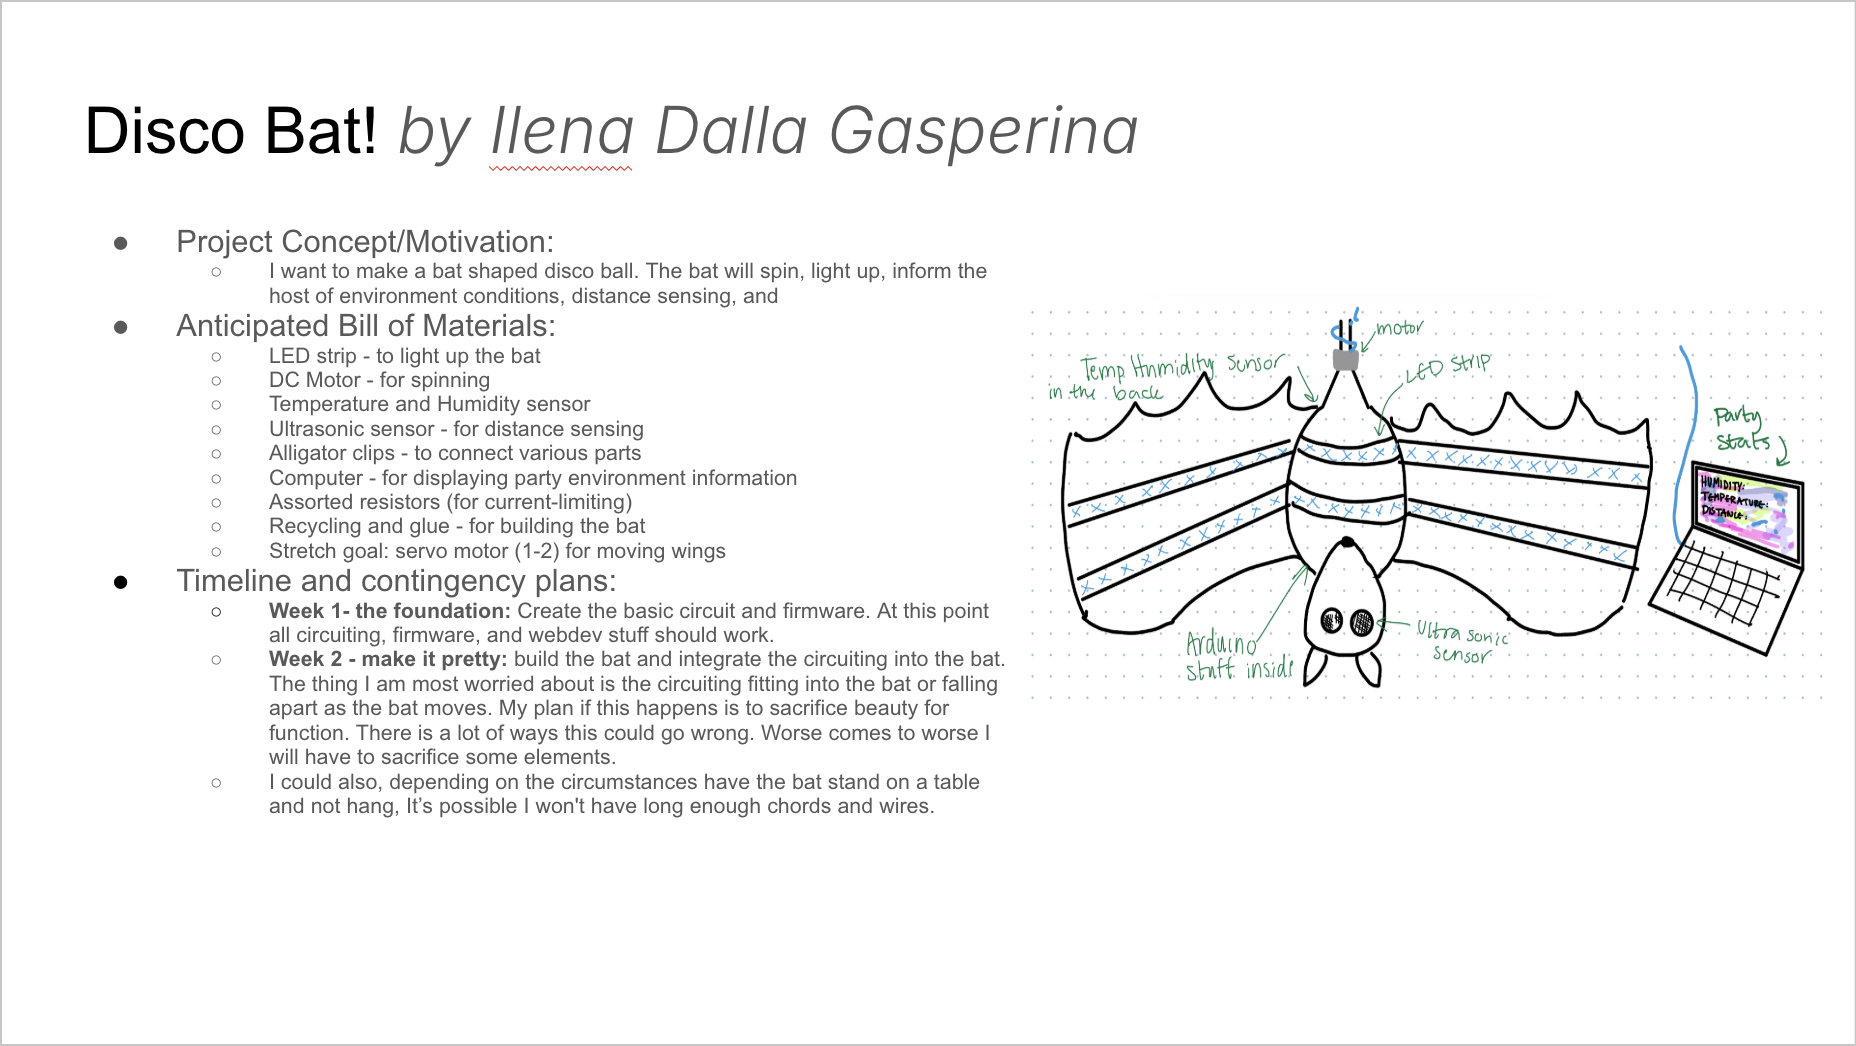 Disco Bat! by Ilena Dalla Gasperina
● Project Concept/Motivation:
○ I want to make a bat shaped disco ball. The bat will spin, light up, inform the
host of environment conditions, distance sensing, and
● Anticipated Bill of Materials:
○ LED strip - to light up the bat
○ DC Motor - for spinning
○ Temperature and Humidity sensor
○ Ultrasonic sensor - for distance sensing
○ Alligator clips - to connect various parts
○ Computer - for displaying party environment information
○ Assorted resistors (for current-limiting)
○ Recycling and glue - for building the bat
○ Stretch goal: servo motor (1-2) for moving wings
● Timeline and contingency plans:
○ Week 1- the foundation: Create the basic circuit and firmware. At this point
all circuiting, firmware, and webdev stuff should work.
○ Week 2 - make it pretty: build the bat and integrate the circuiting into the bat.
The thing I am most worried about is the circuiting fitting into the bat or falling
apart as the bat moves. My plan if this happens is to sacrifice beauty for
function. There is a lot of ways this could go wrong. Worse comes to worse I
will have to sacrifice some elements.
○ I could also, depending on the circumstances have the bat stand on a table
and not hang, It’s possible I won't have long enough chords and wires.
motor
Temp Humidity Sensor
in the back
LED Strip
Party
Stats
HUMIDITY:
TEMPERATURE:
DISTANCE:
Arduino
stuff inside
Ultra sonic
sensor